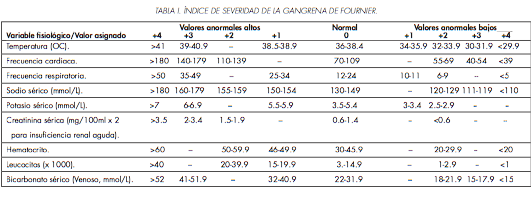 TABLA I. ÍNDICE DE SEVERIDAD DE LA GANGRENA DE FOURNIER.
Valores anormales altos Normal Valores anormales bajos
Variable fisiológico/Valor asignado +4 +3 +2 +1 0 +1 +2 +3 +4
Temperatura (OC). >41 39-40.9 – 38.5-38.9 36-38.4 34-35.9 32-33.9 30-31.9 <29.9
Frecuencia cardíaca. >180 140-179 110-139 – 70-109 – 55-69 40-54 <39
Frecuencia respiratoria. >50 35-49 – 25-34 12-24 10-11 6-9 – <5
Sodio sérico (mmol/L). >180 160-179 155-159 150-154 130-149 – 120-129 111-119 <110
Potasio sérico (mmol/L). >7 6-6.9 – 5.5-5.9 3.5-5.4 3-3.4 2.5-2.9 – –
Creatinina sérica (mg/100ml x 2 >3.5 2-3.4 1.5-1.9 – 0.6-1.4 – <0.6 – –
para insuficiencia renal aguda).
Hematocrito. >60 – 50-59.9 46-49.9 30-45.9 – 20-29.9 – <20
Leucocitos (x 1000). >40 – 20-39.9 15-19.9 3.-14.9 – 1-2.9 – <1
Bicarbonato sérico (Venoso, mmol/L). >52 41-51.9 – 32-40.9 22-31.9 – 18-21.9 15-17.9 <15